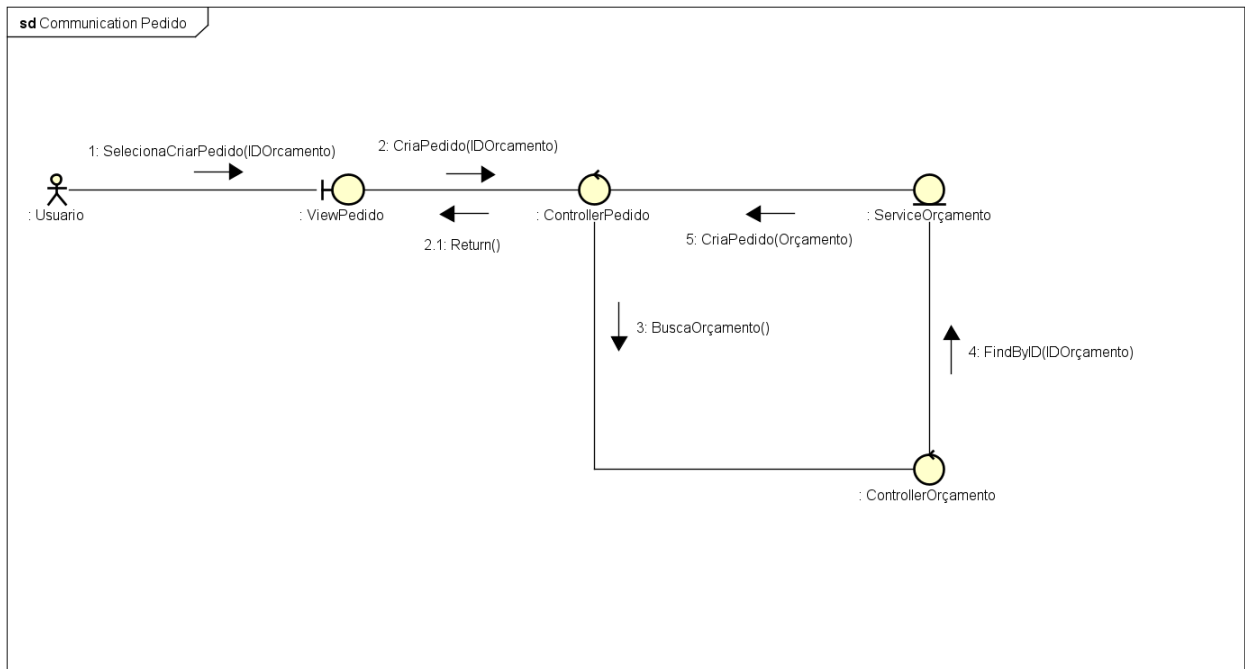 sd Communication Pedido
1: SelecionaCriarPedido(IDOrcamento)
2: CriaPedido(IDOrcamento)
: Usuario
: ViewPedido
: ControllerPedido
: ServiceOrçamento
2.1: Return()
5: CriaPedido(Orçamento)
3: BuscaOrçamento()
4: FindByID(IDOrçamento)
: ControllerOrçamento